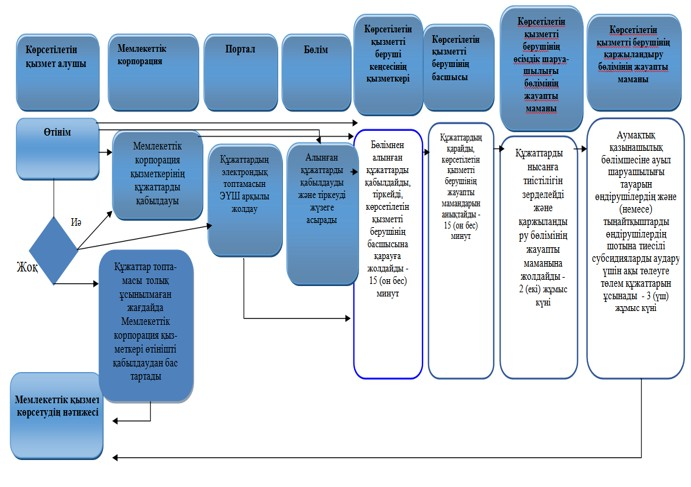 Көрсетілетін
қызмет алушы
Мемлекеттік
корпорация
Портал
Бөлім
Көрсетілетін
қызметті
беруші
кеңсесінің
қызметкері
Көрсетілетін
қызметті
берушінің
басшысы
Көрсетілетін
қызметті
берушінің
өсімдік шаруа-
шылығы
бөлімінің
жауапты
маманы
Көрсетілетін
қызметті берушінің
қаржыландыру
бөлімінің жауапты
маманы
Өтінім
Мемлекеттік
корпорация
қызметкерінің
құжаттарды
қабылдауы
Құжаттардың
электрондық
топтамасын
ЭҮШ арқылы
жолдау
Алынған
құжаттарды
қабылдауды
және тіркеуді
жүзеге
асырады
Бөлімнен
алынған
құжаттарды
қабылдайды,
тіркейді,
көрсетілетін
қызметті
берушінің
басшысына
қарауға
жолдайды -
15 (он бес)
минут
Құжаттардың
қарайды,
көрсетілетін
қызметті
берушінің
жауапты
мамандарын
анықтайды -
15 (он бес)
минут
Құжаттарды
нысанға
тиістілігін
зерделейді
және
қаржыланды
ру бөлімінің
жауапты
маманына
жолдайды -
2 (екі) жұмыс
күні
Аумақтық
қазынашылық
бөлімшесіне ауыл
шаруашылығы
тауарын
өндірушілердің және
(немесе)
тыңайтқыштарды
өндірушілердің
шотына тиесілі
субсидияларды аудару
үшін ақы төлеуге
төлем құжаттарын
ұсынады - 3 (үш)
жұмыс күні
Иә
Жоқ
Құжаттар топта-
масы толық
ұсынылмаған
жағдайда
Мемлекеттік
корпорация қыз-
меткері өтінішті
қабылдаудан бас
тартады
Мемлекеттік қызмет
көрсетудің нәтижесі